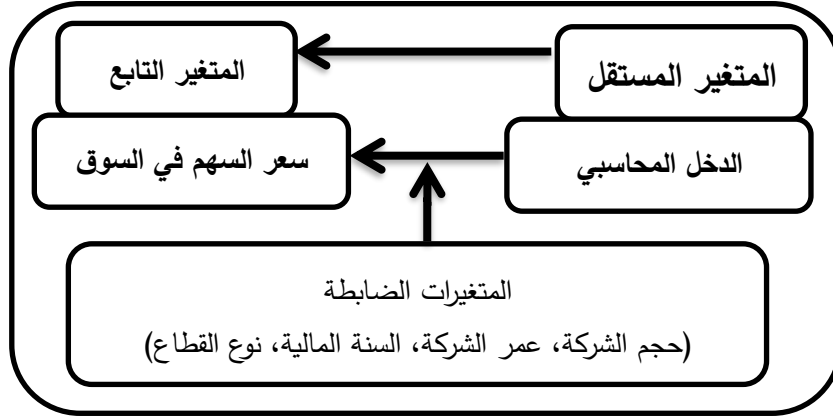 المتغير المستقل
المتغير التابع
الدخل المحاسبي
سعر السهم في السوق
المتغيرات الضابطة
(حجم الشركة، عمر الشركة، السنة المالية، نوع القطاع)